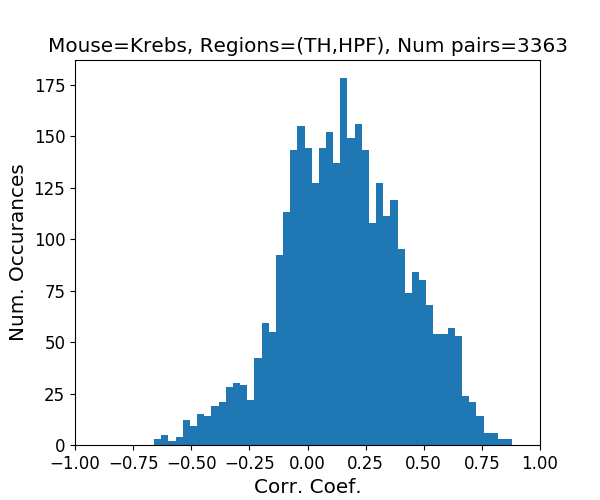 Mouse=Krebs, Regions=(TH,HPF), Num pairs=3363
175
150
125
100
75
50
25
0
Num. Occurances
−1.00 −0.75 −0.50 −0.25 0.00 0.25 0.50 0.75 1.00
Corr. Coef.